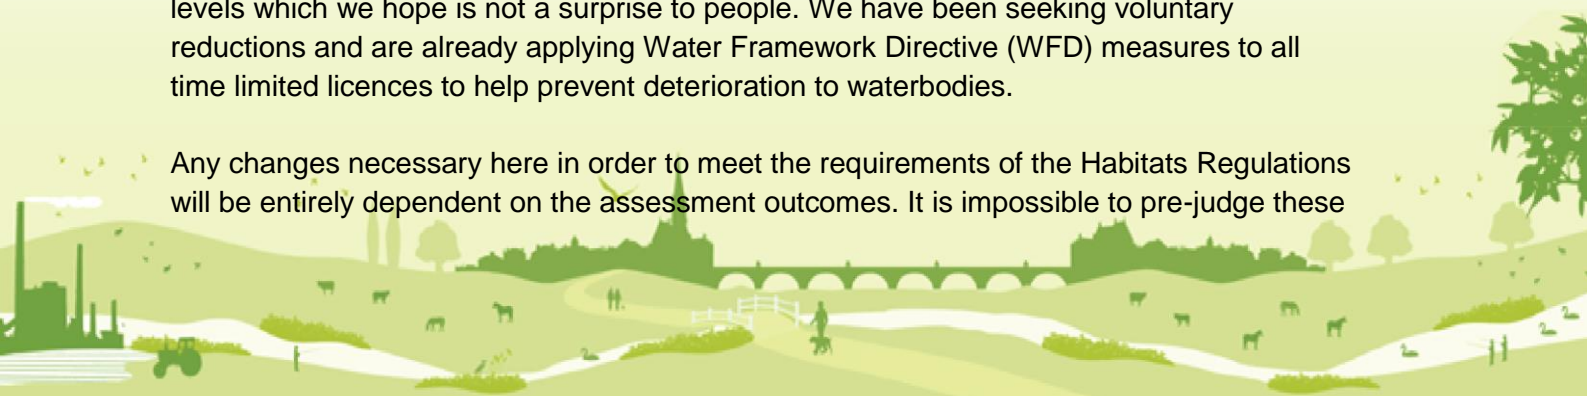 levels which we hope is not a surprise to people. We have been seeking voluntary
reductions and are already applying Water Framework Directive (WFD) measures to all
time limited licences to help prevent deterioration to waterbodies.
Any changes necessary here in order to meet the requirements of the Habitats Regulations
will be entirely dependent on the assessment outcomes. It is impossible to pre-judge these